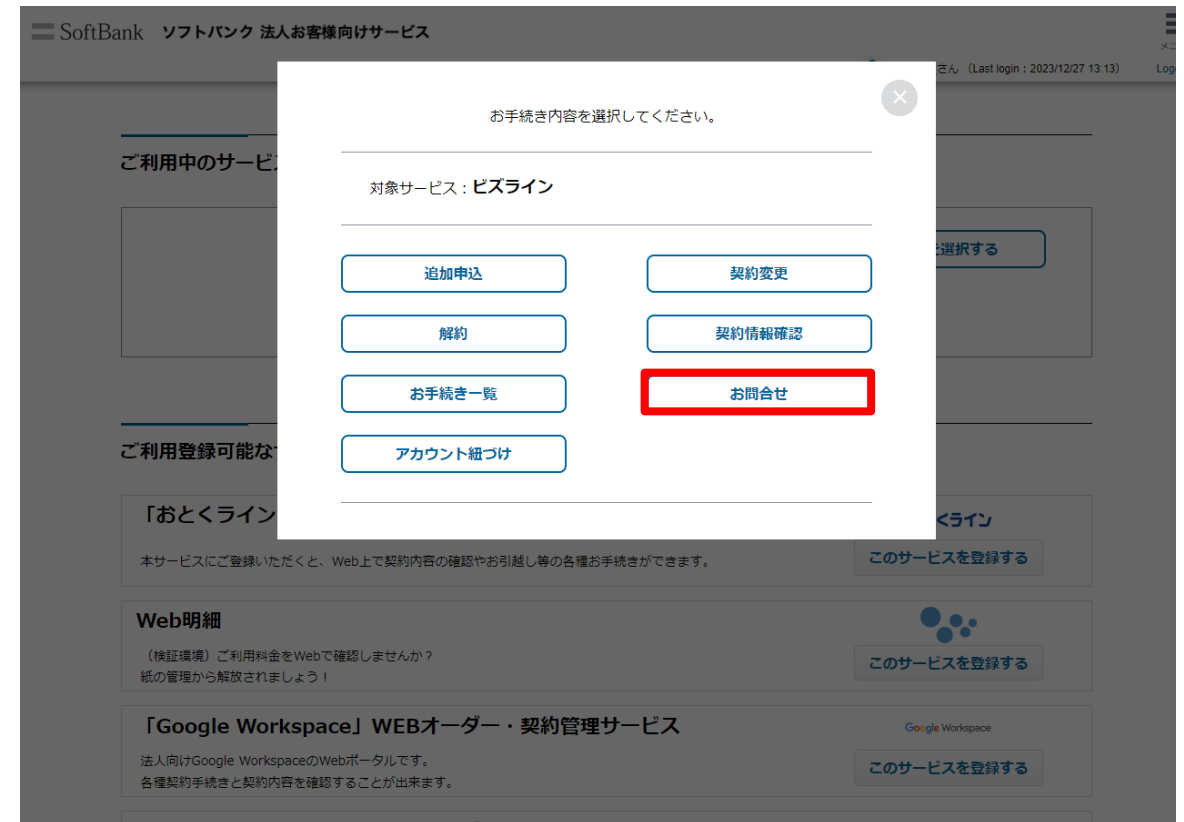 SoftBank ソフトバンク 法人お客様向けサービス
さん (Last login : 2023/12/27 13:13)
お手続き内容を選択してください。
ご利用中のサービ
対象サービス：ビズライン
選択する
追加申込
契約変更
解約
契約情報確認
お手続き一覧
お問合せ
アカウント紐づけ
ご利用登録可能な
「おとくライン
くライン
本サービスにご登録いただくと、Web上で契約内容の確認やお引越し等の各種お手続きができます。
このサービスを登録する
Web明細
（検証環境）ご利用料金をWebで確認しませんか？
紙の管理から解放されましょう！
このサービスを登録する
「Google Workspace」WEBオーダー・契約管理サービス
Google Workspace
法人向けGoogle WorkspaceのWebポータルです。
各種契約手続きと契約内容を確認することが出来ます。
このサービスを登録する